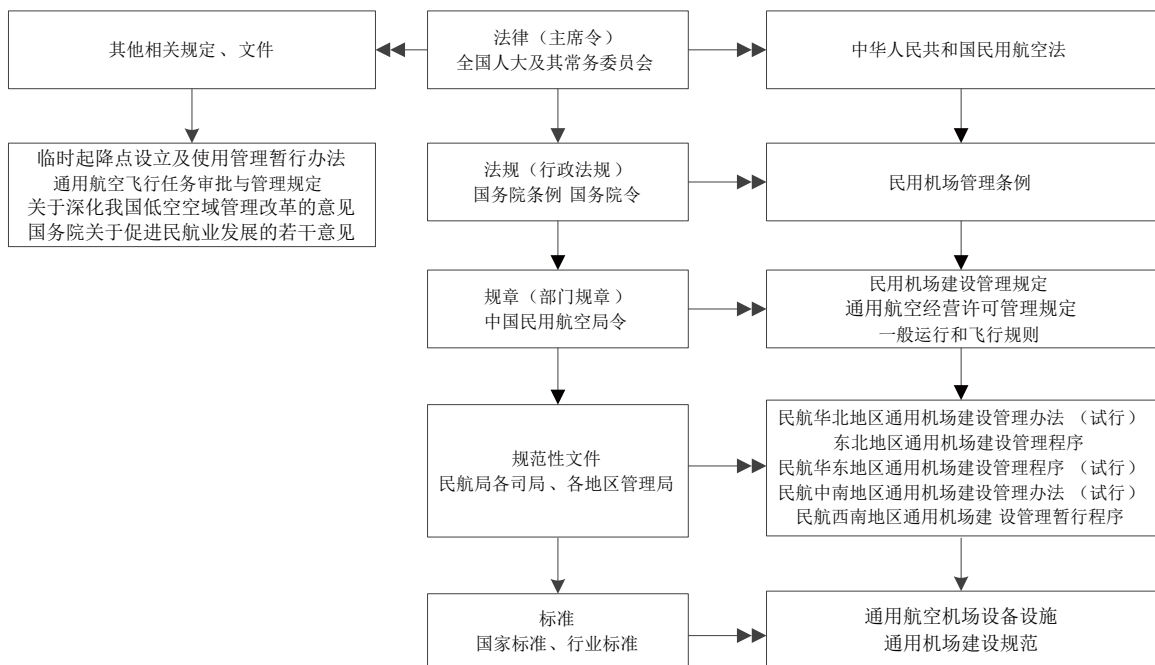 其他相关规定、文件
法律（主席令）
全国人大及其常务委员会
中华人民共和国民用航空法
临时起降点设立及使用管理暂行办法
通用航空飞行任务审批与管理规定
关于深化我国低空空域管理改革的意见
国务院关于促进民航业发展的若干意见
法规（行政法规）
国务院条例 国务院令
民用机场管理条例
规章（部门规章）
中国民用航空局令
民用机场建设管理规定
通用航空经营许可管理规定
一般运行和飞行规则
规范性文件
民航局各司局、各地区管理局
民航华北地区通用机场建设管理办法 （试行）
东北地区通用机场建设管理程序
民航华东地区通用机场建设管理程序 （试行）
民航中南地区通用机场建设管理办法 （试行）
民航西南地区通用机场建 设管理暂行程序
标准
国家标准、行业标准
通用航空机场设备设施
通用机场建设规范